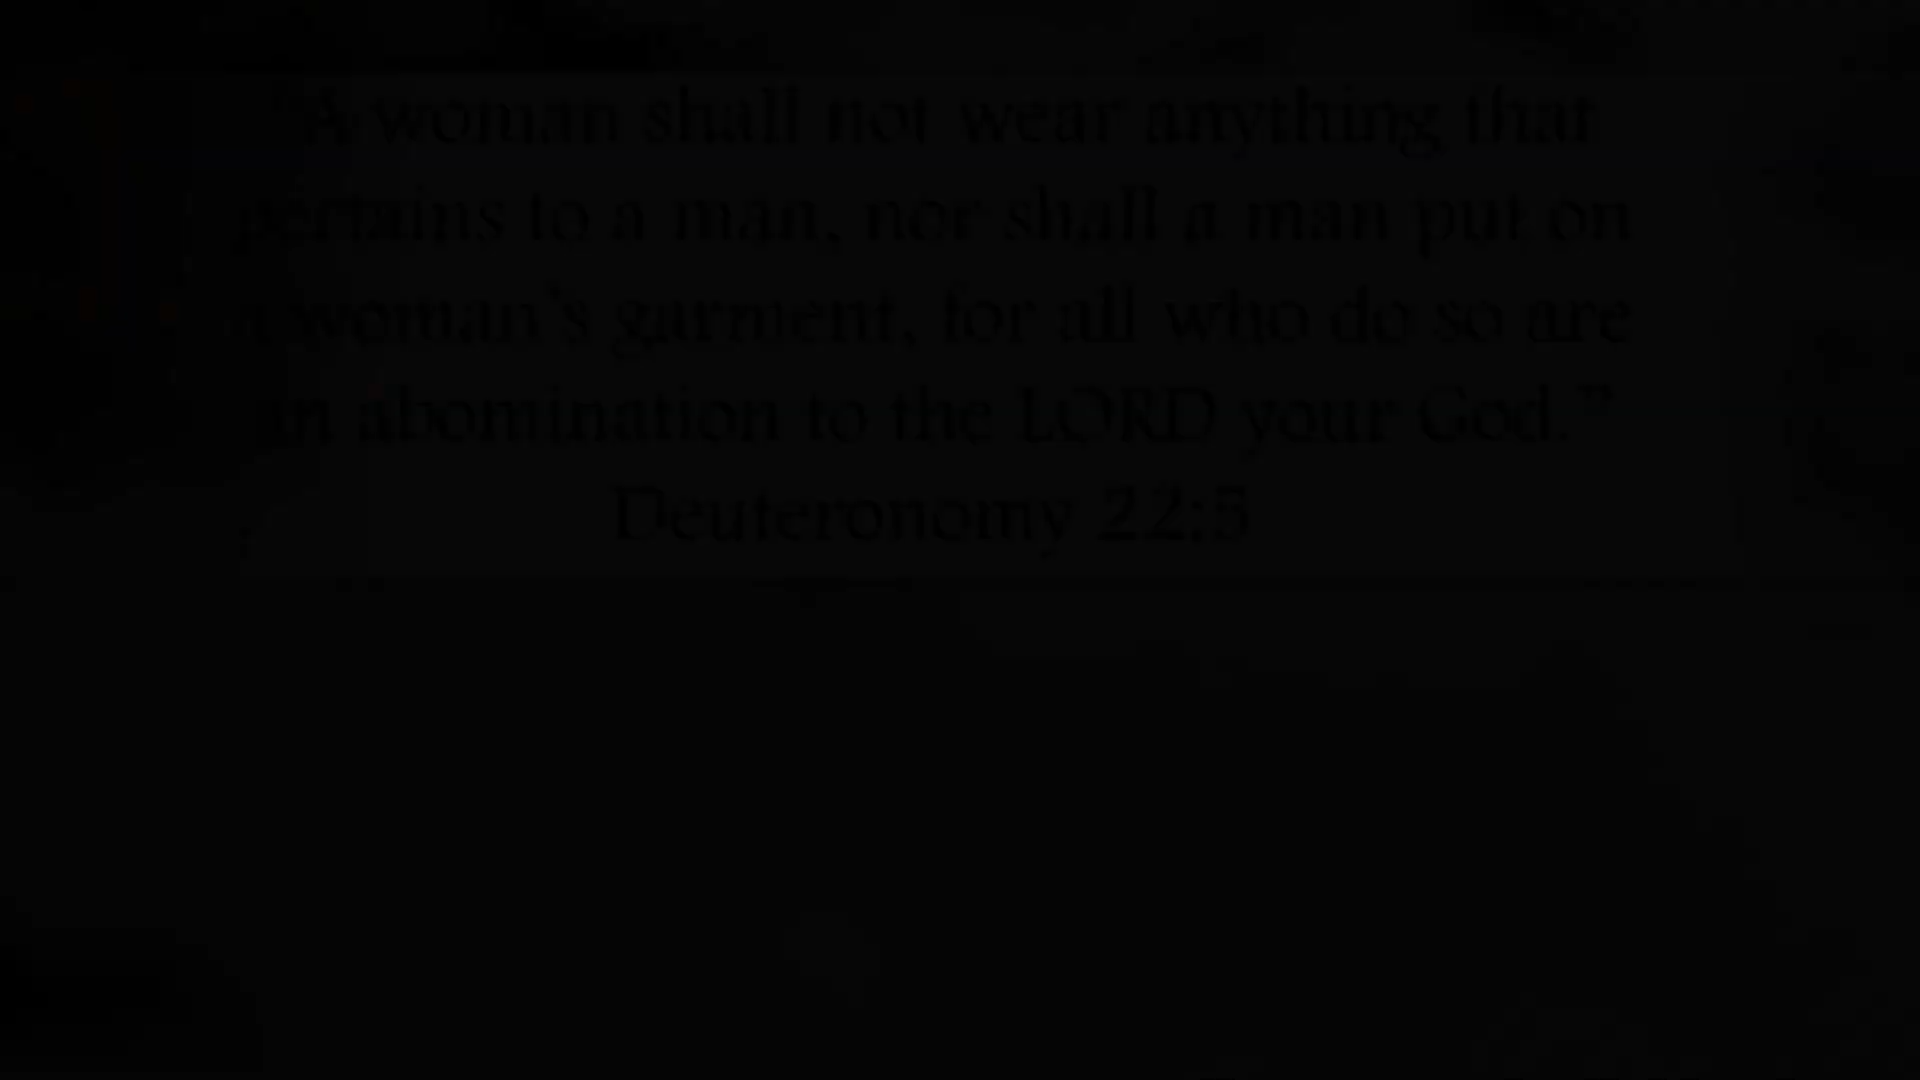 "A woman shall not wear anything that
pertains to a man, nor shall a man put on
a woman's garment, for all who do so are
an abomination to the LORD your God."
Deuteronomy 22:5